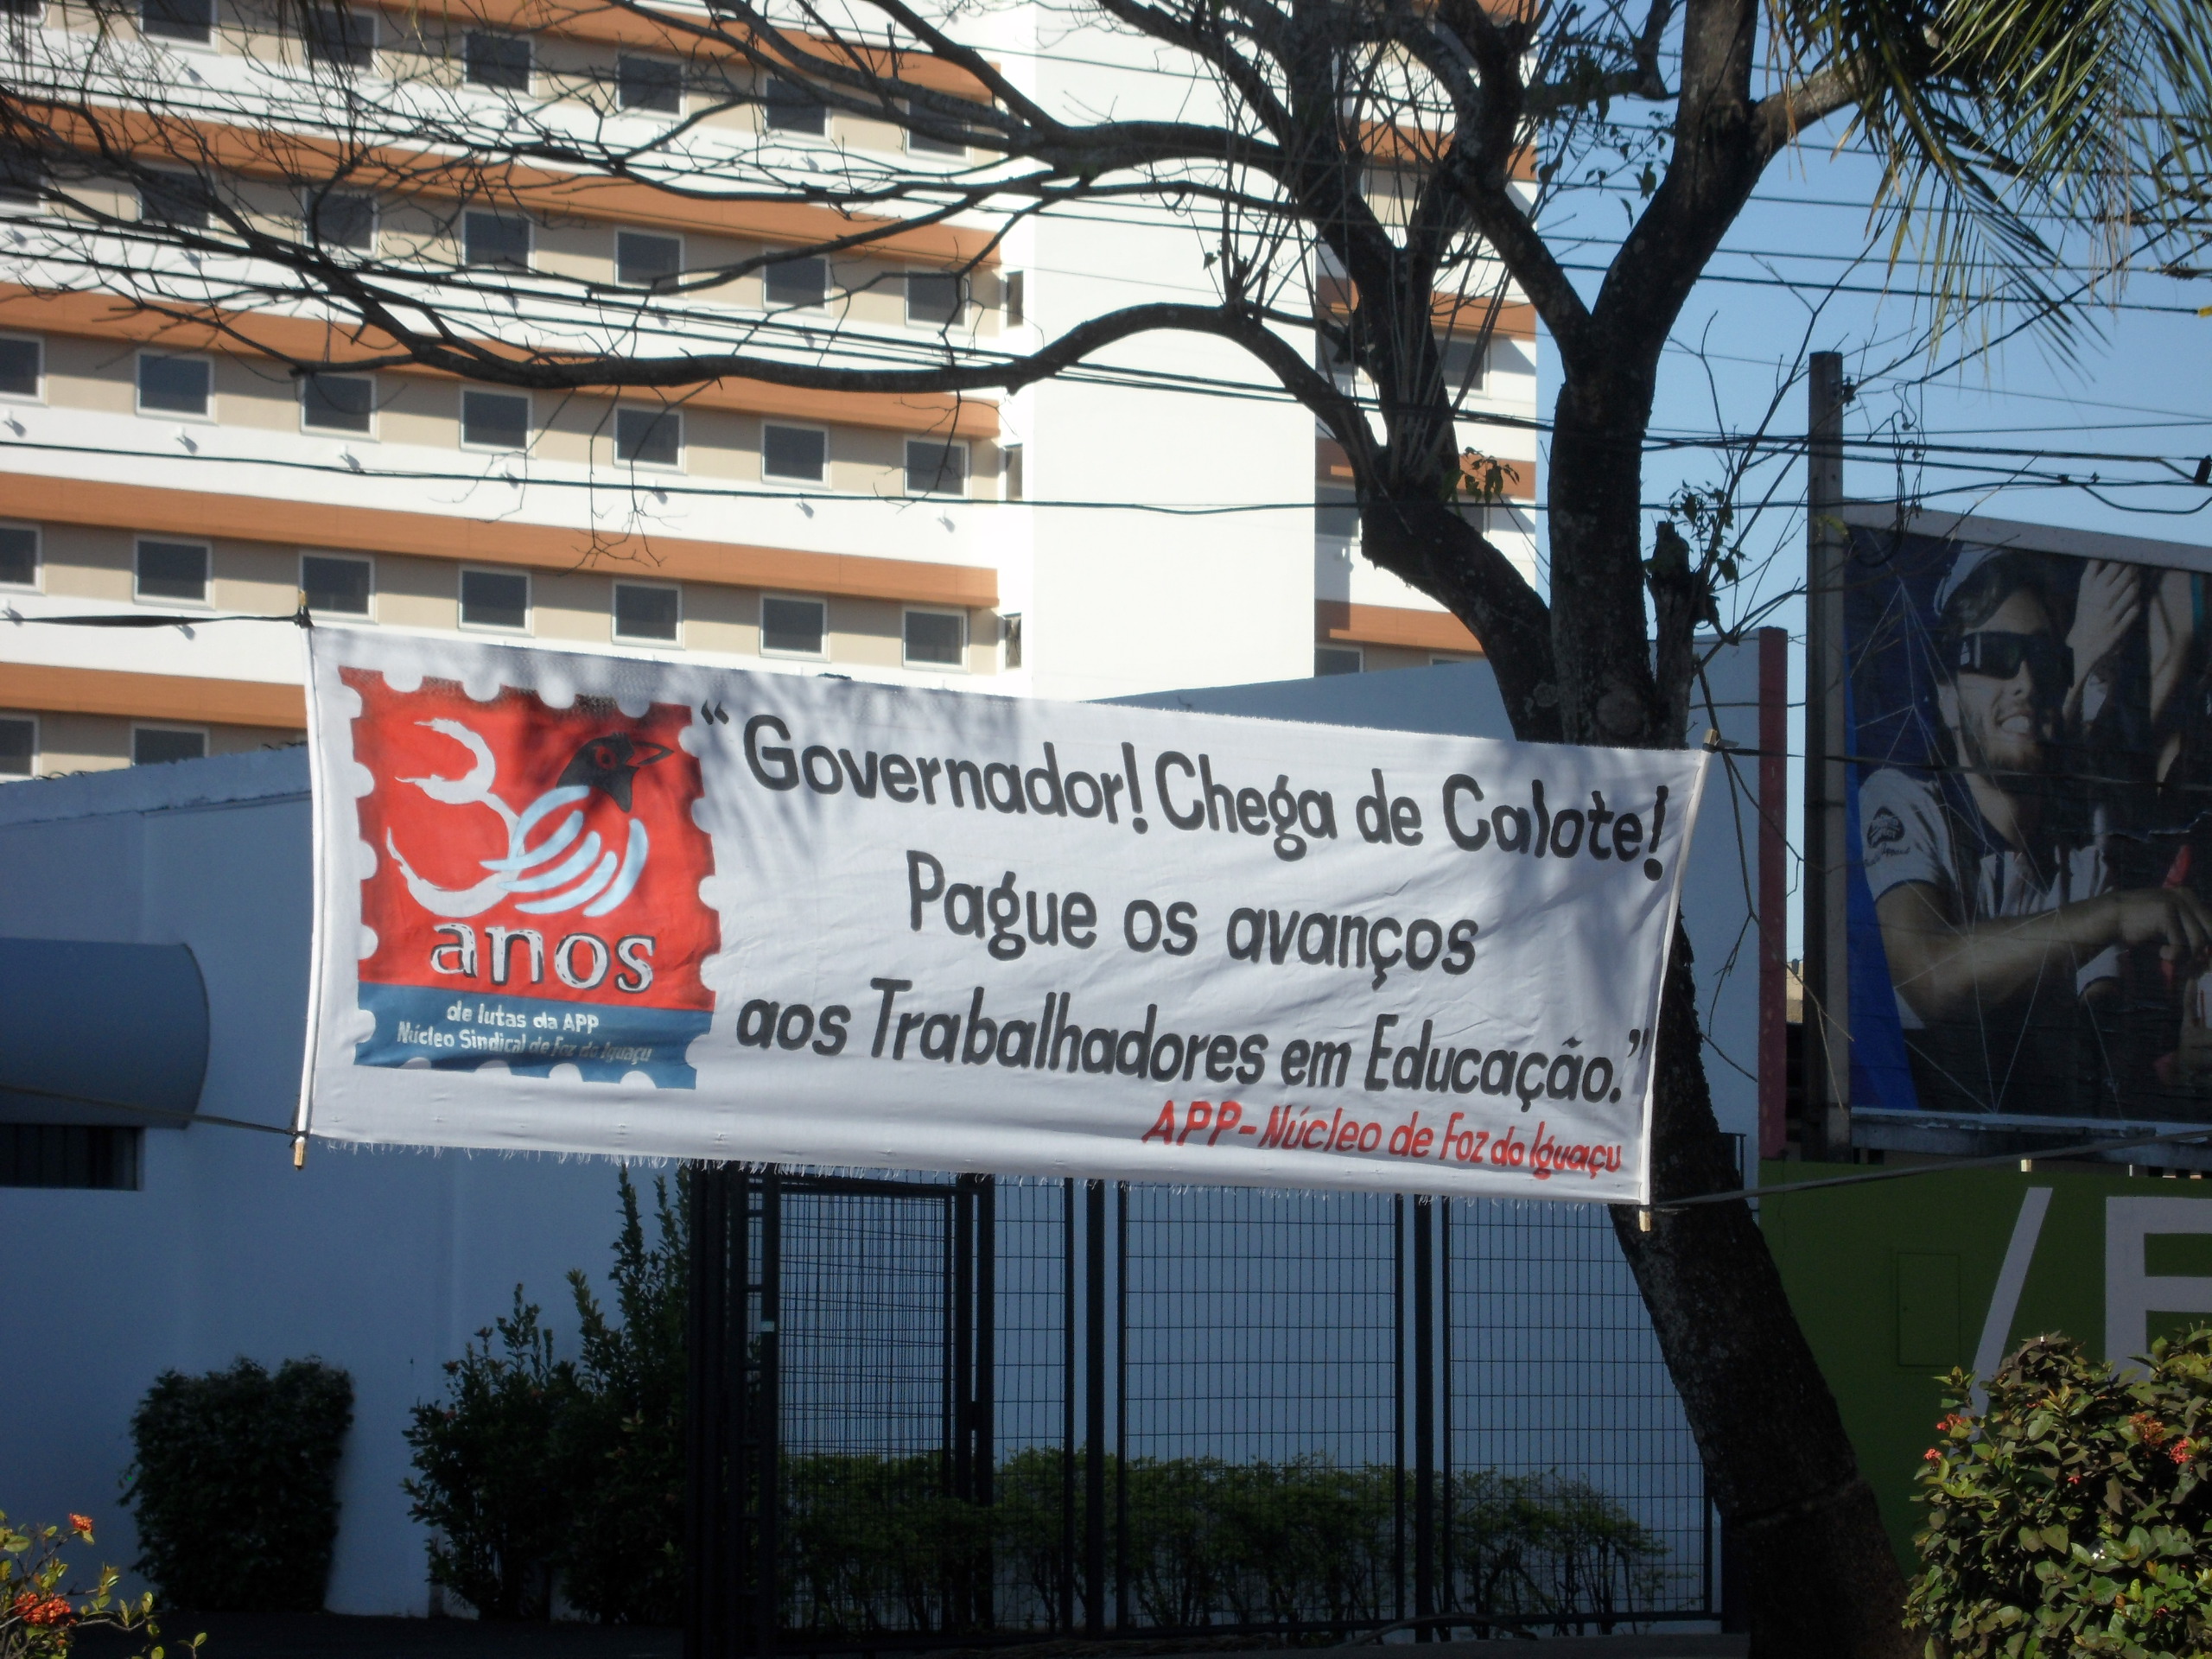 30
anos
de lutas da APP
Núcleo Sindical de Foz do Iguaçu
“Governador! Chega de Calote!
Pague os avanços
aos Trabalhadores em Educação.”
APP-Núcleo de Foz do Iguaçu